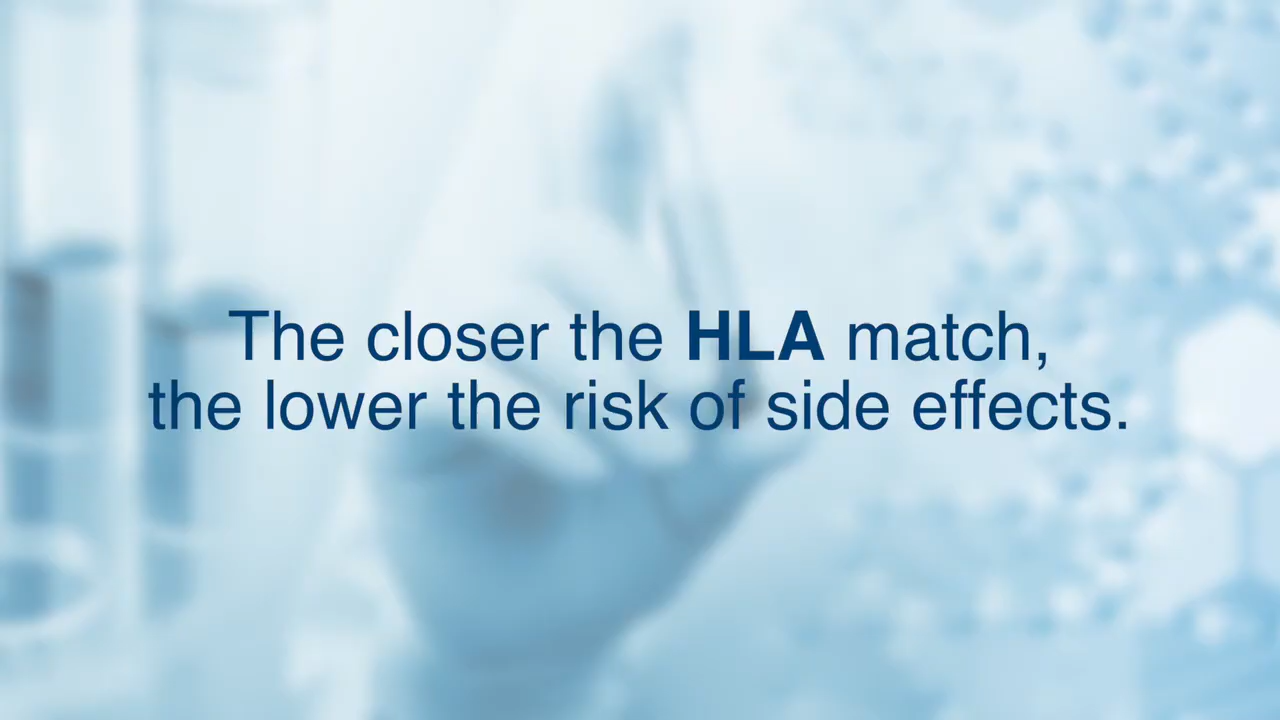 The closer the HLA match,
the lower the risk of side effects.